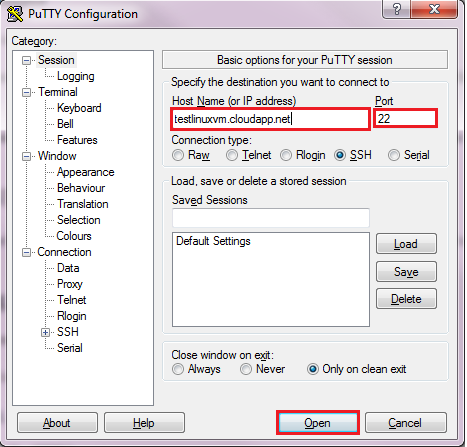 PuTTY Configuration
Category:
Session
Logging
Terminal
Keyboard
Bell
Features
Window
Appearance
Behaviour
Translation
Selection
Colours
Connection
Data
Proxy
Telnet
Rlogin
SSH
Serial
Basic options for your PuTTY session
Specify the destination you want to connect to
Host Name (or IP address) Port
testlinuxvm.cloudapp.net 22
Connection type:
Raw Telnet Rlogin SSH Serial
Load, save or delete a stored session
Saved Sessions
Default Settings
Load
Save
Delete
Close window on exit:
Always Never Only on clean exit
About Help Open Cancel